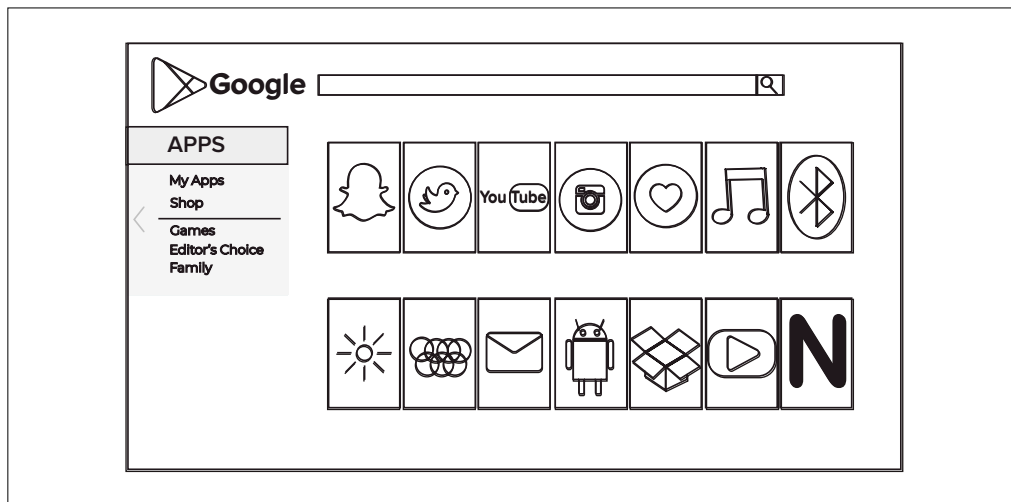 Google
APPS
My Apps
Shop
Games
Editor's Choice
Family
You Tube
N